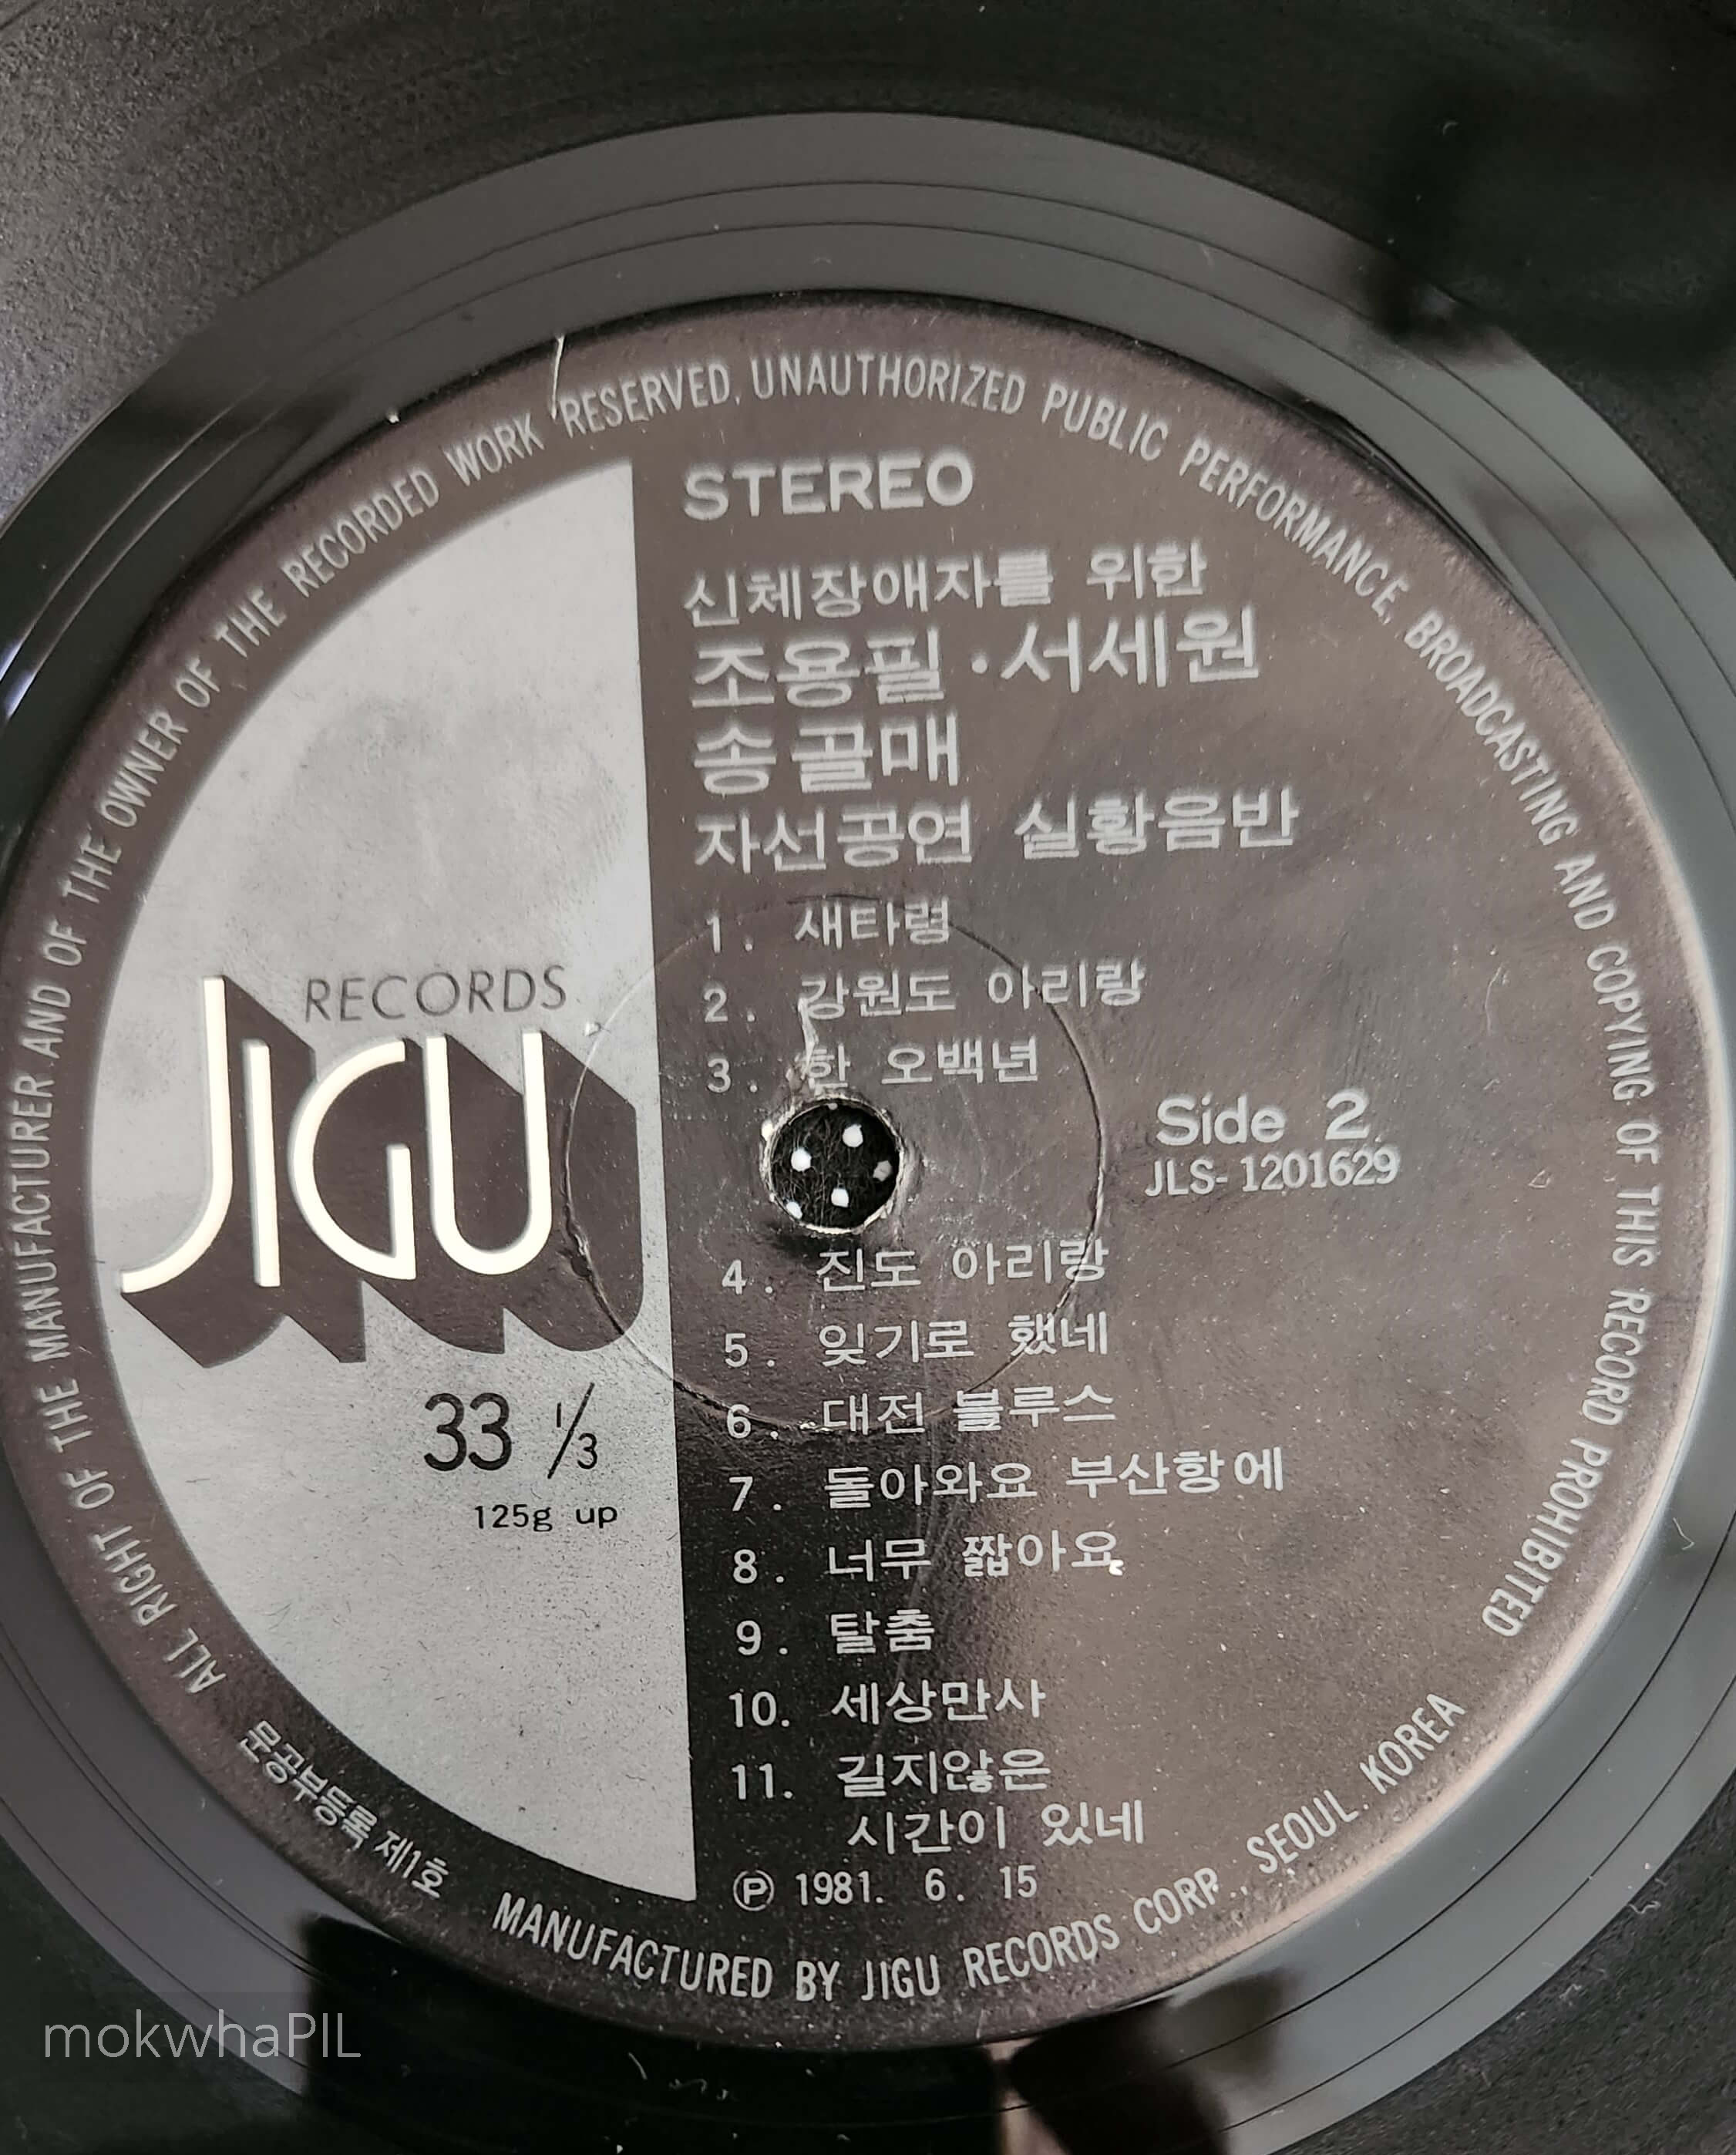 STEREO
신체장애자를 위한
조용필·서세원
송골매
자선공연 실황음반
1. 새타령
2. 강원도 아리랑
3. 한 오백년
Side 2
JLS-1201629
4. 진도 아리랑
5. 잊기로 했네
6. 대전 블루스
7. 돌아와요 부산항에
8. 너무 짧아요
9. 탈춤
10. 세상만사
11. 길지않은
시간이 있네
Ⓟ 1981. 6. 15
RECORDS
JIGU
33 1/3
125g up
ALL RIGHT OF THE MANUFACTURER AND OF THE OWNER OF THE RECORDED WORK RESERVED, UNAUTHORIZED PUBLIC PERFORMANCE, BROADCASTING AND COPYING OF THIS RECORD PROHIBITED
문공부등록 제1호 MANUFACTURED BY JIGU RECORDS CORP., SEOUL. KOREA
mokwhaPIL